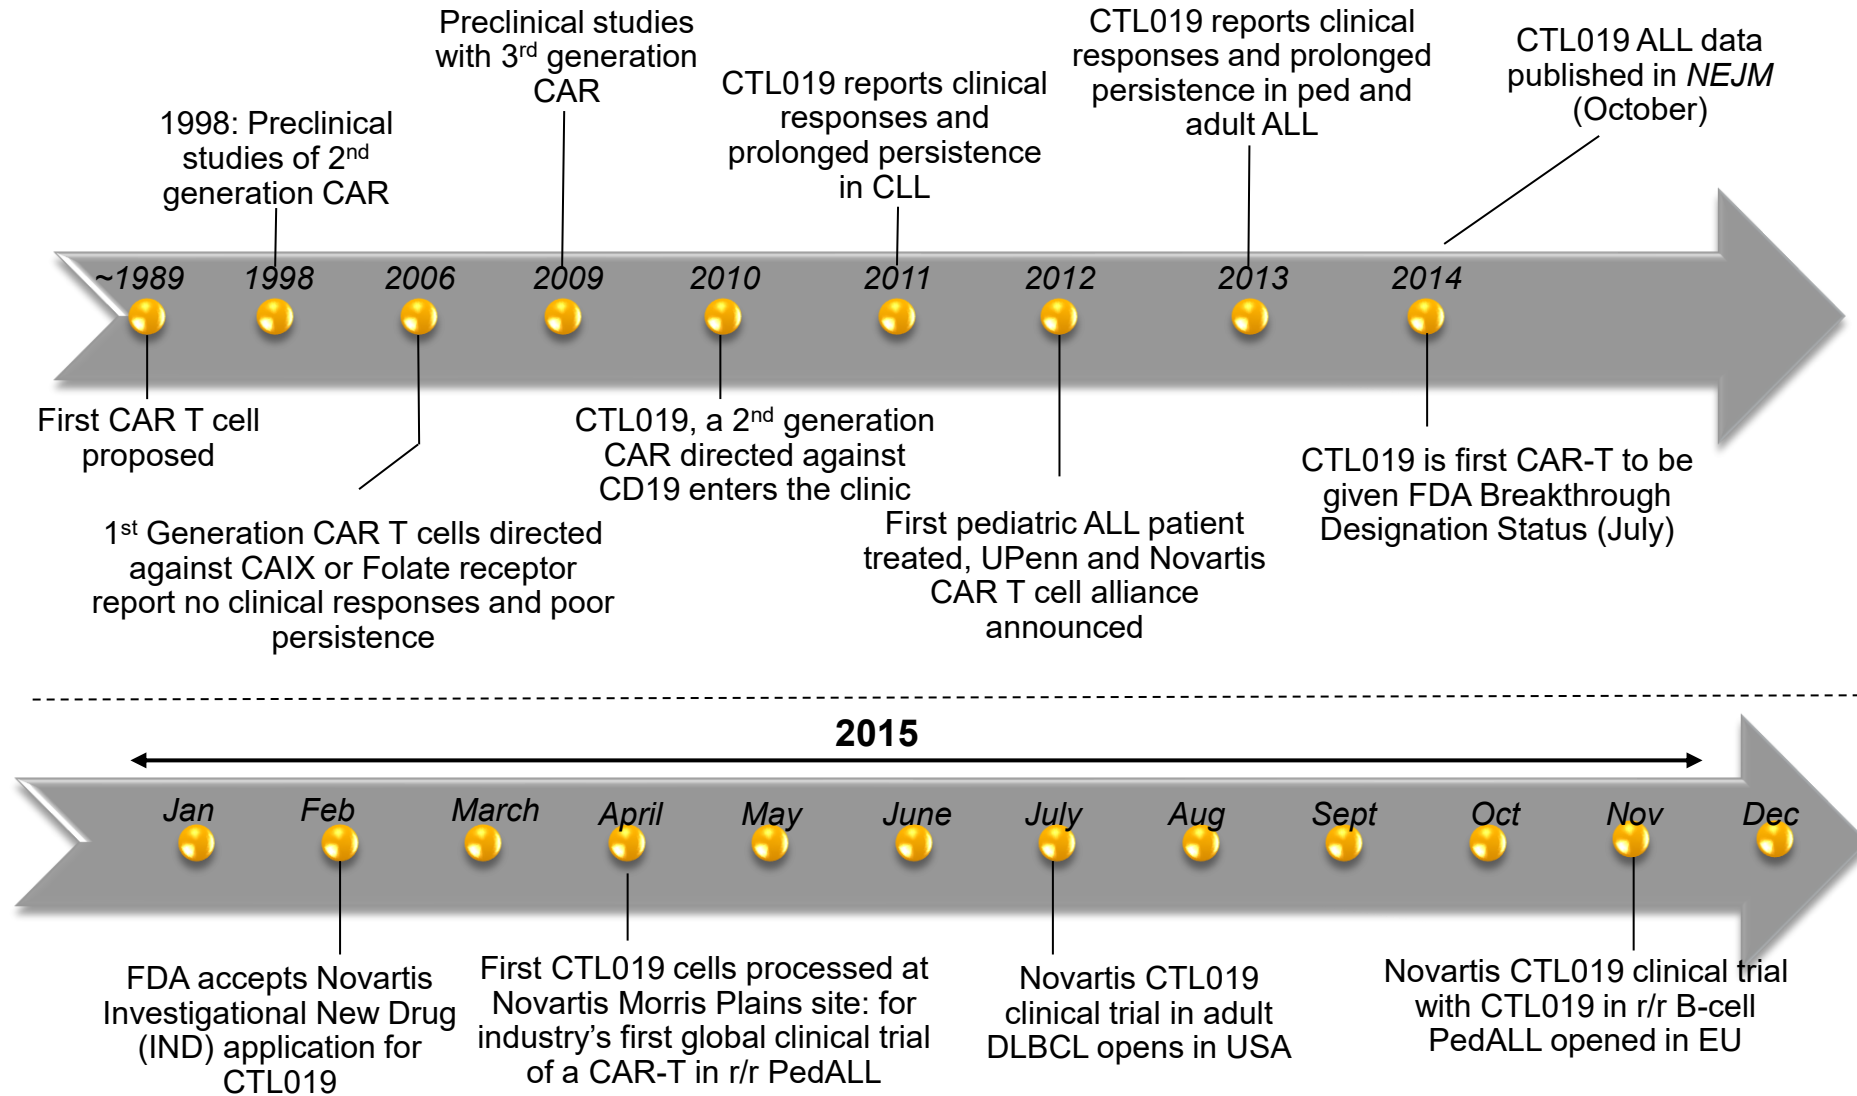 Preclinical studies
with 3rd generation
CAR
CTL019 reports clinical
responses and prolonged
persistence in ped and
adult ALL
CTL019 ALL data
published in NEJM
(October)
CTL019 reports clinical
responses and
prolonged persistence
in CLL
1998: Preclinical
studies of 2nd
generation CAR
~1989
1998
2006
2009
2010
2011
2012
2013
2014
First CAR T cell
proposed
1st Generation CAR T cells directed
against CAIX or Folate receptor
report no clinical responses and poor
persistence
CTL019, a 2nd generation
CAR directed against
CD19 enters the clinic
First pediatric ALL patient
treated, UPenn and Novartis
CAR T cell alliance
announced
CTL019 is first CAR-T to be
given FDA Breakthrough
Designation Status (July)
2015
Jan
Feb
March
April
May
June
July
Aug
Sept
Oct
Nov
Dec
FDA accepts Novartis
Investigational New Drug
(IND) application for
CTL019
First CTL019 cells processed at
Novartis Morris Plains site: for
industry’s first global clinical trial
of a CAR-T in r/r PedALL
Novartis CTL019
clinical trial in adult
DLBCL opens in USA
Novartis CTL019 clinical trial
with CTL019 in r/r B-cell
PedALL opened in EU